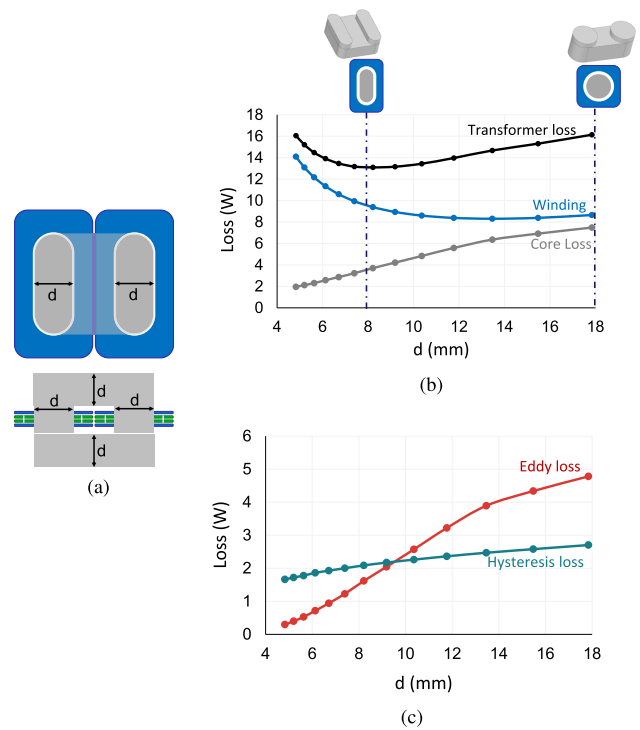 d
d
d
d
d
d
(a)
Loss (W)
18
16
14
12
10
8
6
4
2
0
Transformer loss
Winding
Core Loss
4
6
8
10
12
14
16
18
d (mm)
(b)
Loss (W)
6
5
4
3
2
1
0
Eddy loss
Hysteresis loss
4
6
8
10
12
14
16
18
d (mm)
(c)